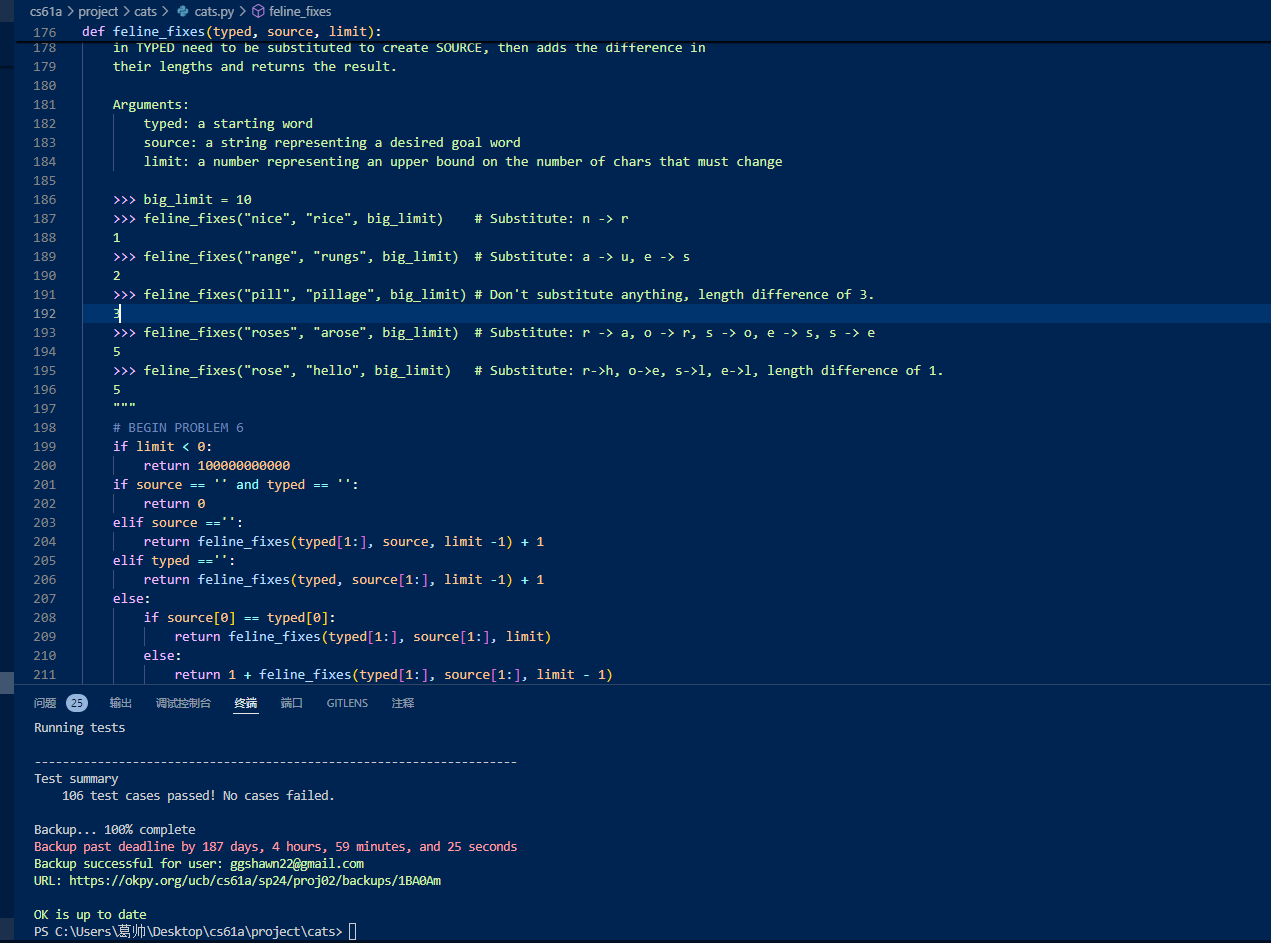 cs61a > project > cats > cats.py > feline_fixes
176 def feline_fixes(typed, source, limit):
178 in TYPED need to be substituted to create SOURCE, then adds the difference in
179 their lengths and returns the result.
180
181 Arguments:
182 typed: a starting word
183 source: a string representing a desired goal word
184 limit: a number representing an upper bound on the number of chars that must change
185
186 >>> big_limit = 10
187 >>> feline_fixes("nice", "rice", big_limit)    # Substitute: n -> r
188 1
189 >>> feline_fixes("range", "rungs", big_limit)  # Substitute: a -> u, e -> s
190 2
191 >>> feline_fixes("pill", "pillage", big_limit) # Don't substitute anything, length difference of 3.
192 3
193 >>> feline_fixes("roses", "arose", big_limit)  # Substitute: r -> a, o -> r, s -> o, e -> s, s -> e
194 5
195 >>> feline_fixes("rose", "hello", big_limit)   # Substitute: r->h, o->e, s->l, e->l, length difference of 1.
196 5
197 """
198 # BEGIN PROBLEM 6
199 if limit < 0:
200 return 100000000000
201 if source == '' and typed == '':
202 return 0
203 elif source =='':
204 return feline_fixes(typed[1:], source, limit -1) + 1
205 elif typed =='':
206 return feline_fixes(typed, source[1:], limit -1) + 1
207 else:
208 if source[0] == typed[0]:
209 return feline_fixes(typed[1:], source[1:], limit)
210 else:
211 return 1 + feline_fixes(typed[1:], source[1:], limit - 1)
问题 25 输出 调试控制台 终端 端口 GITLENS 注释
Running tests
---------------------------------------------------------------------
Test summary
106 test cases passed! No cases failed.
Backup... 100% complete
Backup past deadline by 187 days, 4 hours, 59 minutes, and 25 seconds
Backup successful for user: ggshawn22@gmail.com
URL: https://okpy.org/ucb/cs61a/sp24/proj02/backups/1BA0Am
OK is up to date
PS C:\Users\葛帅\Desktop\cs61a\project\cats>